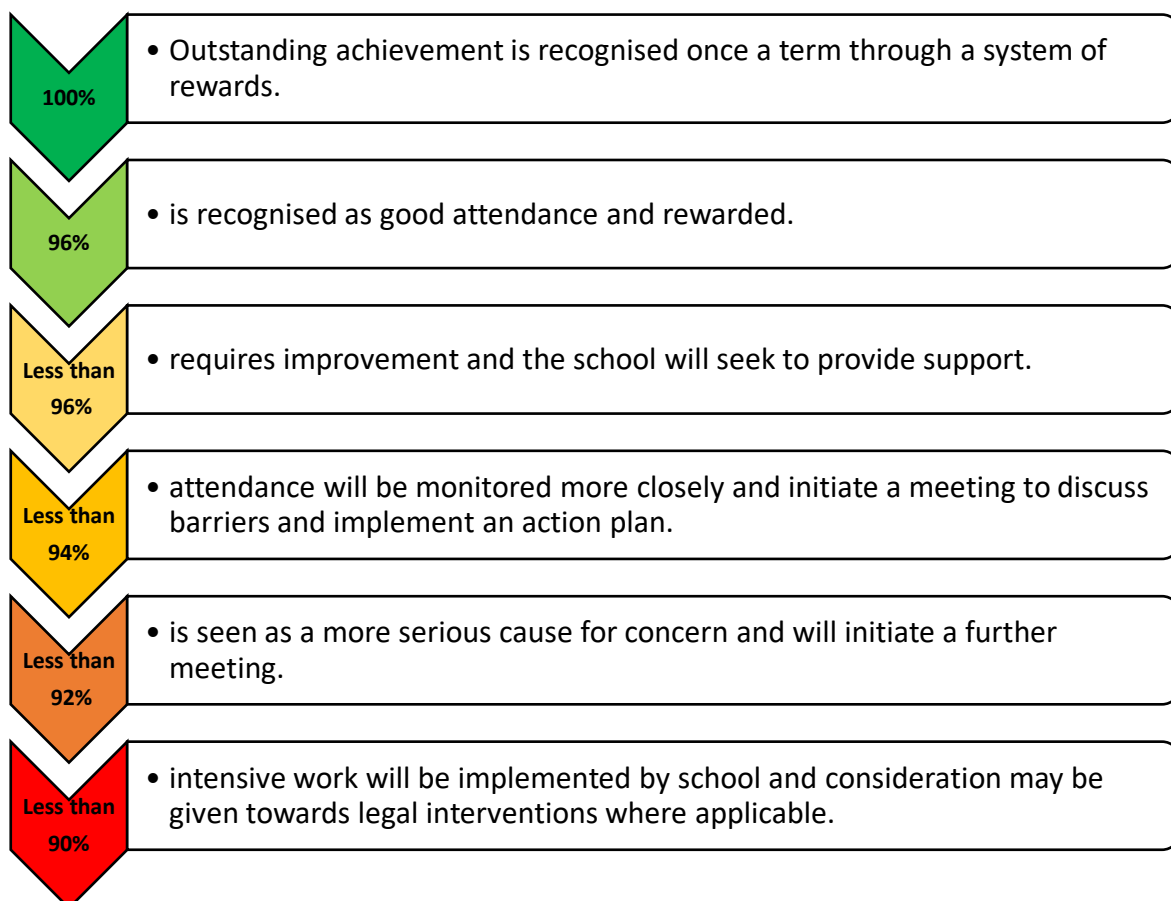 100%
• Outstanding achievement is recognised once a term through a system of
rewards.
96%
• is recognised as good attendance and rewarded.
Less than
96%
• requires improvement and the school will seek to provide support.
Less than
94%
• attendance will be monitored more closely and initiate a meeting to discuss
barriers and implement an action plan.
Less than
92%
• is seen as a more serious cause for concern and will initiate a further
meeting.
Less than
90%
• intensive work will be implemented by school and consideration may be
given towards legal interventions where applicable.